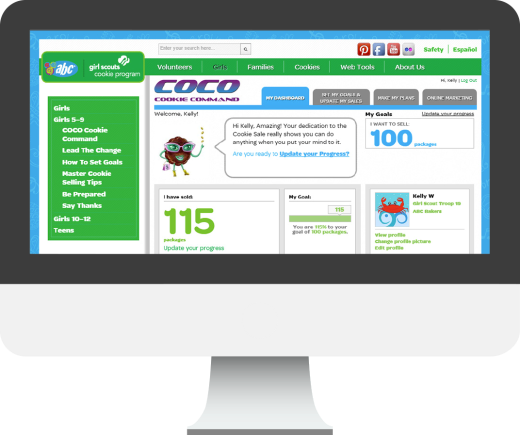 Enter your search here...
Safety | Español
abc girl scouts
cookie program
Volunteers Girls Families Cookies Web Tools About Us
Hi, Kelly | Log Out
COCO
COOKIE COMMAND
MY DASHBOARD
SET MY GOALS &
UPDATE MY SALES
MAKE MY PLANS
ONLINE MARKETING
Girls
Girls 5-9
COCO Cookie
Command
Lead The Change
How To Set Goals
Master Cookie
Selling Tips
Be Prepared
Say Thanks
Girls 10-12
Teens
Welcome, Kelly!
Hi Kelly, Amazing! Your dedication to the
Cookie Sale really shows you can do
anything when you put your mind to it.
Are you ready to Update your Progress?
My Goals Update your progress
I WANT TO SELL:
100 packages
I have sold:
115
packages
Update your progress
My Goal:
115
You are 115% to your
goal of 100 packages.
Kelly W
Girl Scout Troop 10
ABC Bakers
View profile
Change profile picture
Edit profile